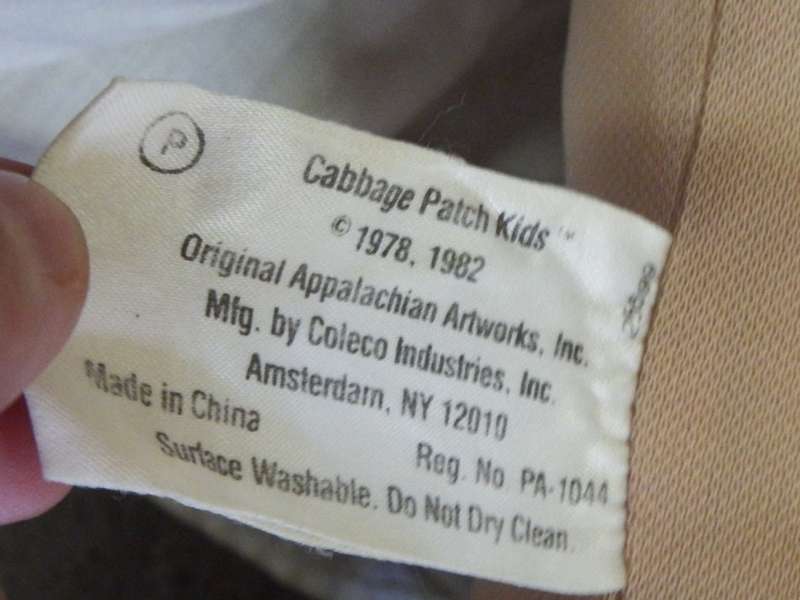 P
Cabbage Patch Kids™
© 1978, 1982
Original Appalachian Artworks, Inc.
Mfg. by Coleco Industries, Inc.
Amsterdam, NY 12010
Made in China
Reg. No PA-1044
Surface Washable. Do Not Dry Clean.